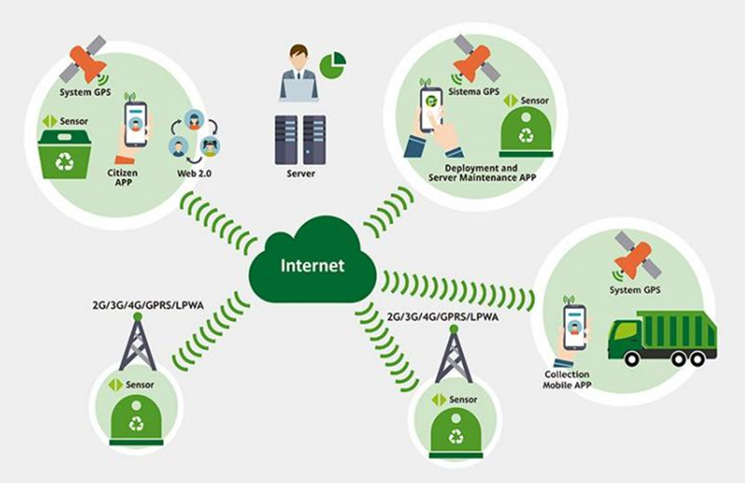 System GPS
Sensor
Citizen
APP
Web 2.0
Server
Sistema GPS
Sensor
Deployment and
Server Maintenance APP
Internet
System GPS
Collection
Mobile APP
2G/3G/4G/GPRS/LPWA
Sensor
2G/3G/4G/GPRS/LPWA
Sensor